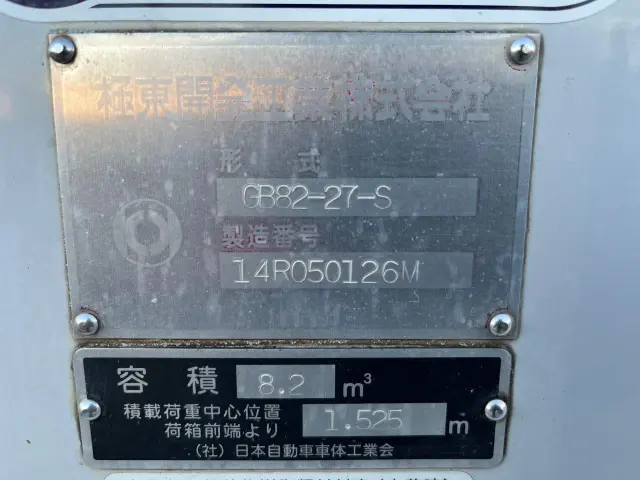 極東開発工業株式会社
形 式
GB82-27-S
製造番号
14R050126M
容 積 8.2 m³
積載荷重中心位置
荷箱前端より 1.525 m
(社)日本自動車車体工業会